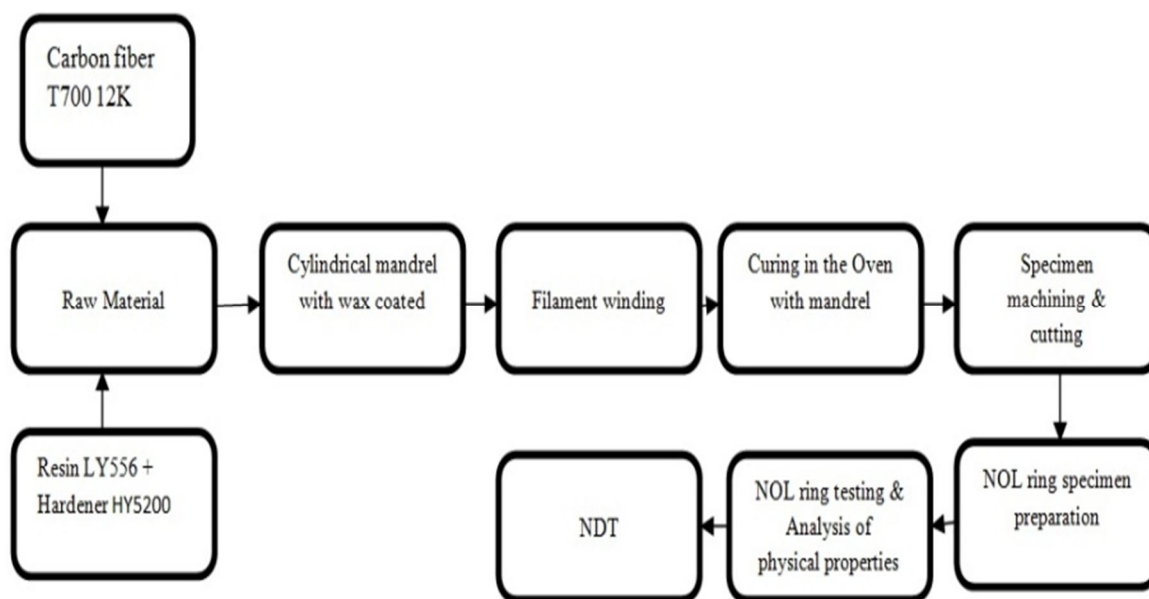 Carbon fiber
T700 12K
Raw Material
Resin LY556 +
Hardener HY5200
Cylindrical mandrel
with wax coated
Filament winding
Curing in the Oven
with mandrel
Specimen
machining &
cutting
NOL ring specimen
preparation
NOL ring testing &
Analysis of
physical properties
NDT